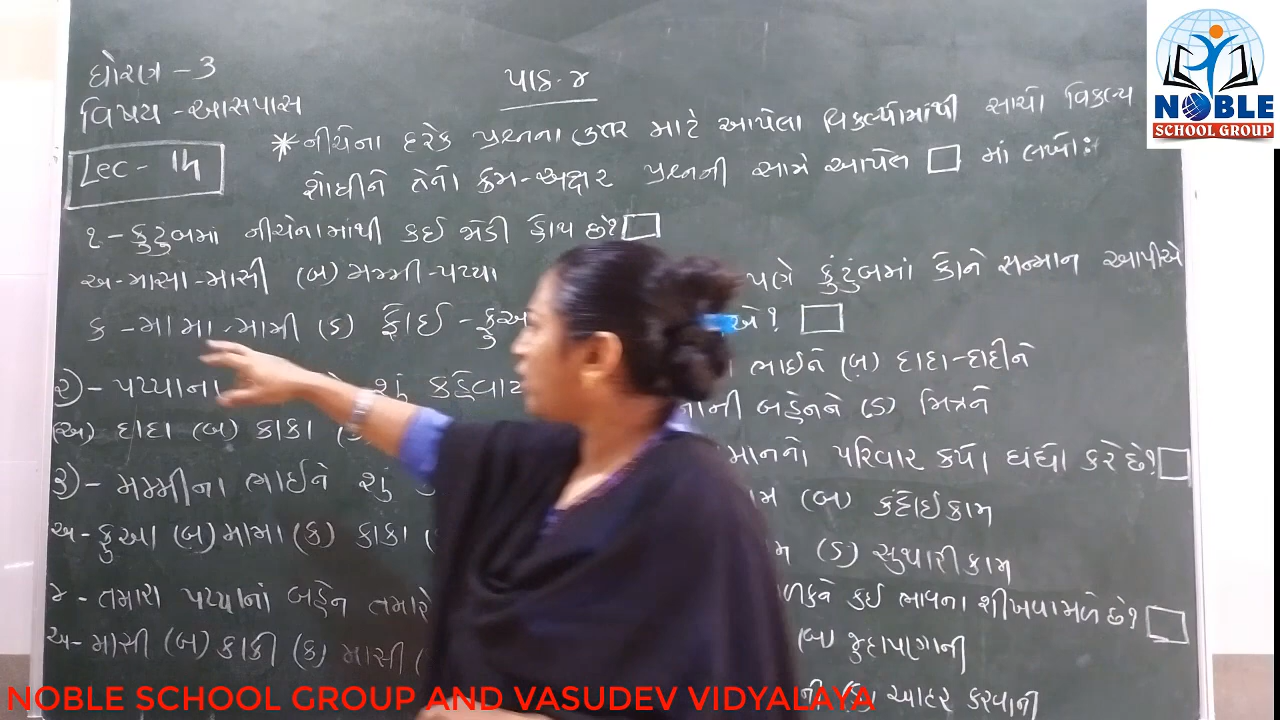 ધોરણ - 3
વિષય - આસપાસ
Lec - 14
પાઠ - ૪
* નીચેના દરેક પ્રશ્નના ઉત્તર માટે આપેલા વિકલ્પોમાંથી સાચો વિકલ્પ
શોધીને તેનો ક્રમ-અક્ષર પ્રશ્નની સામે આપેલ □ માં લખો:
૧ - કુટુંબમાં નીચેનામાંથી કઈ જોડી હોય છે? □
અ - માસા - માસી (બ) મમ્મી - પપ્પા
ક - મામા - મામી (ડ) ફોઈ - ફુઆ
૨) - પપ્પાના શું કહેવાય
(અ) દાદા (બ) કાકા
૩) - મમ્મીના ભાઈને શું
અ - ફુઆ (બ) મામા (ક) કાકા
૪ - તમારા પપ્પાનાં બહેન તમારે
અ - માસી (બ) કાકી (ક) માસી
કુટુંબમાં કોને સન્માન આપીએ
? □
ભાઈને (બ) દાદા-દાદીને
નાની બહેનને (ડ) મિત્રને
પરિવાર કયો ધંધો કરે છે? □
(બ) કંદોઈકામ
(ડ) સુથારીકામ
કઈ ભાવના શીખવા મળે છે? □
(બ) જુદાપણાની
આદર કરવાની
NOBLE
SCHOOL GROUP
NOBLE SCHOOL GROUP AND VASUDEV VIDYALAYA